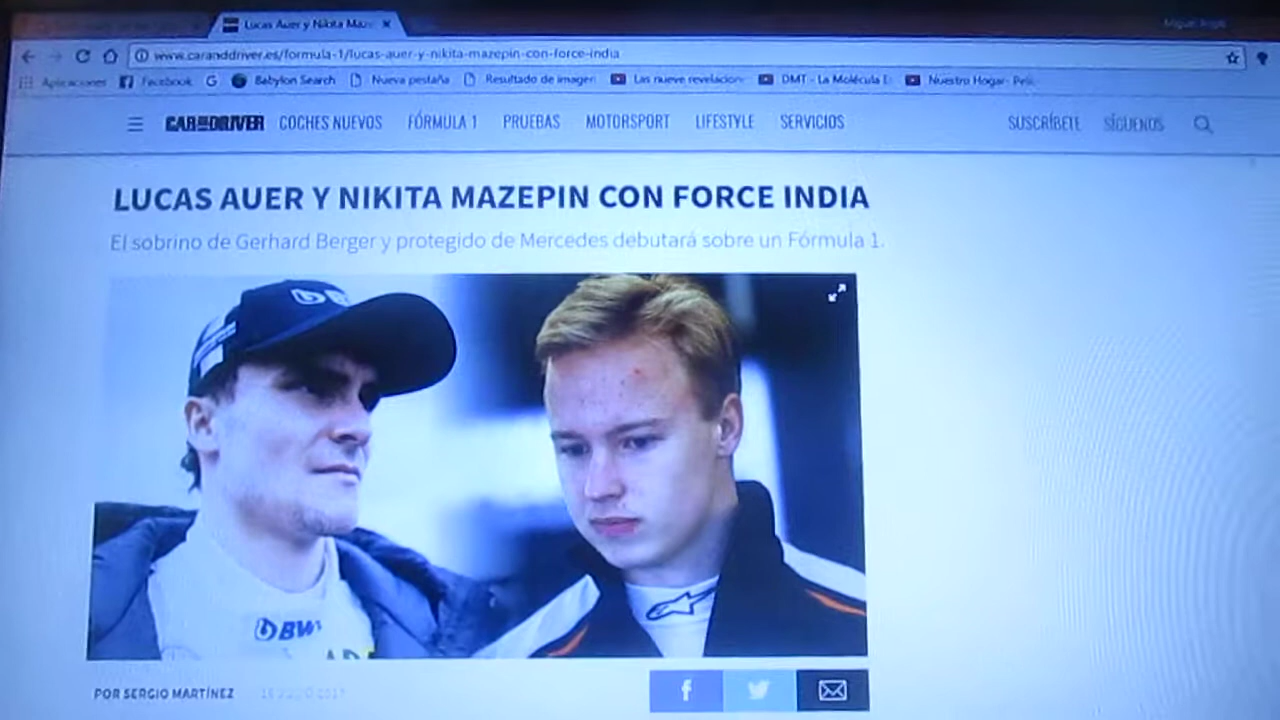 Lucas Auer y Nikita Maz
www.caranddriver.es/formula-1/lucas-auer-y-nikita-mazepin-con-force-india
Aplicaciones Facebook G Babylon Search Nueva pestaña Resultado de imagen Las nueve revelacion DMT - La Molécula Nuestro Hogar- Pelic
CAR AND DRIVER COCHES NUEVOS FÓRMULA 1 PRUEBAS MOTORSPORT LIFESTYLE SERVICIOS SUSCRÍBETE SÍGUENOS
LUCAS AUER Y NIKITA MAZEPIN CON FORCE INDIA
El sobrino de Gerhard Berger y protegido de Mercedes debutará sobre un Fórmula 1.
BW
POR SERGIO MARTÍNEZ